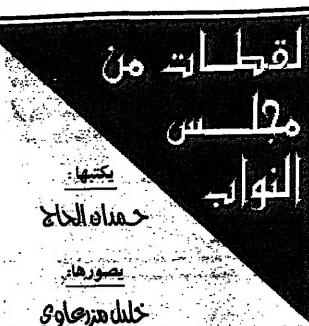 لقطات من
مجلس
النواب
يكتبها:
حمدان الحاج
يصورها:
خليل مزرعاوي